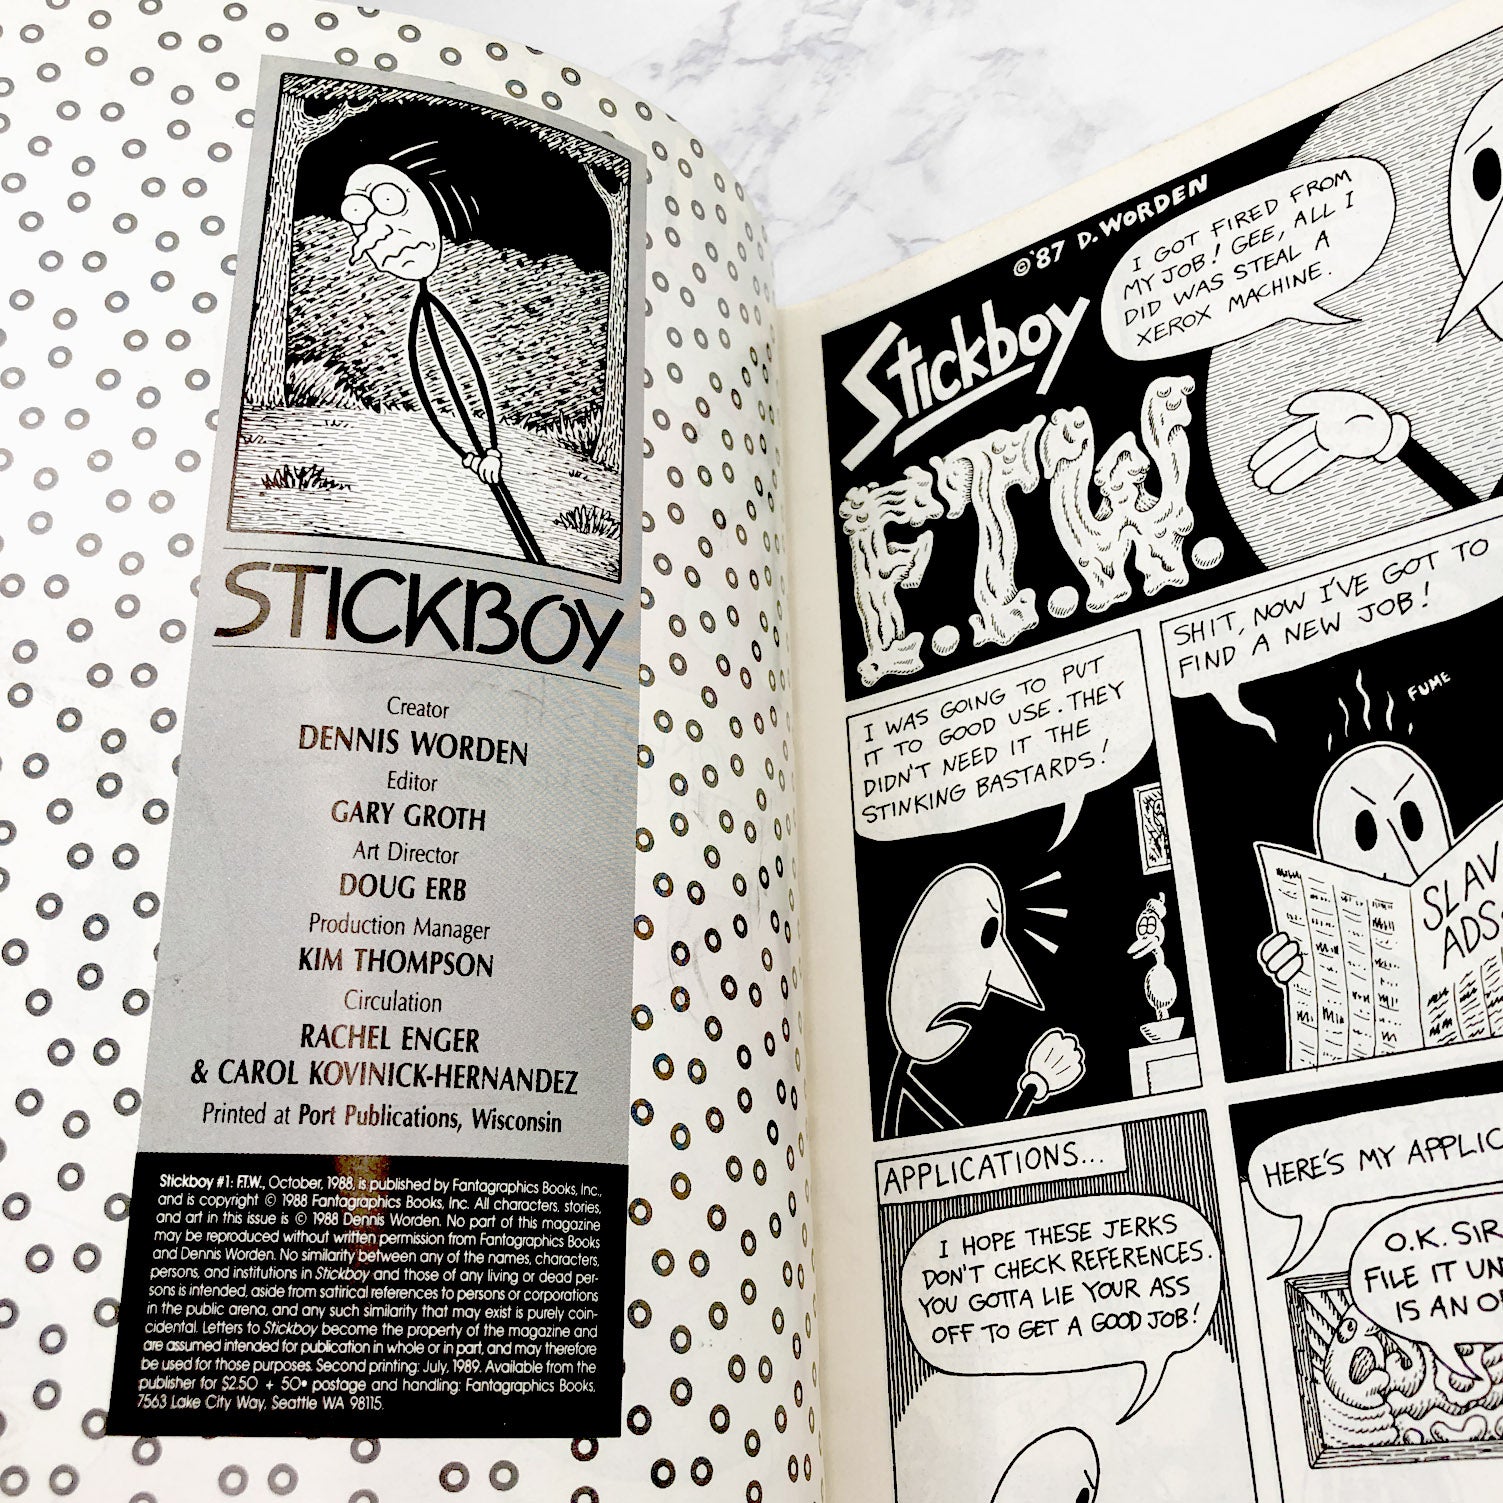 STICKBOY
Creator
DENNIS WORDEN
Editor
GARY GROTH
Art Director
DOUG ERB
Production Manager
KIM THOMPSON
Circulation
RACHEL ENGER
& CAROL KOVINICK-HERNANDEZ
Printed at Port Publications, Wisconsin
Stickboy #1: F.T.W., October, 1988, is published by Fantagraphics Books, Inc.,
and is copyright © 1988 Fantagraphics Books, Inc. All characters, stories,
and art in this issue is © 1988 Dennis Worden. No part of this magazine
may be reproduced without written permission from Fantagraphics Books
and Dennis Worden. No similarity between any of the names, characters,
persons, and institutions in Stickboy and those of any living or dead per-
sons is intended, aside from satirical references to persons or corporations
in the public arena, and any such similarity that may exist is purely coin-
cidental. Letters to Stickboy become the property of the magazine and
are assumed intended for publication in whole or in part, and may therefore
be used for those purposes. Second printing: July, 1989. Available from the
publisher for $2.50 + 50¢ postage and handling: Fantagraphics Books,
7563 Lake City Way, Seattle WA 98115.
©'87 D. WORDEN
Stickboy
F.T.W.
I GOT FIRED FROM
MY JOB! GEE, ALL I
DID WAS STEAL A
XEROX MACHINE.
I WAS GOING TO PUT
IT TO GOOD USE. THEY
DIDN'T NEED IT THE
STINKING BASTARDS!
SHIT, NOW I'VE GOT TO
FIND A NEW JOB!
FUME
SLAV
ADS
APPLICATIONS...
I HOPE THESE JERKS
DON'T CHECK REFERENCES.
YOU GOTTA LIE YOUR ASS
OFF TO GET A GOOD JOB!
HERE'S MY APPLIC
O.K. SIR
FILE IT UN
IS AN O